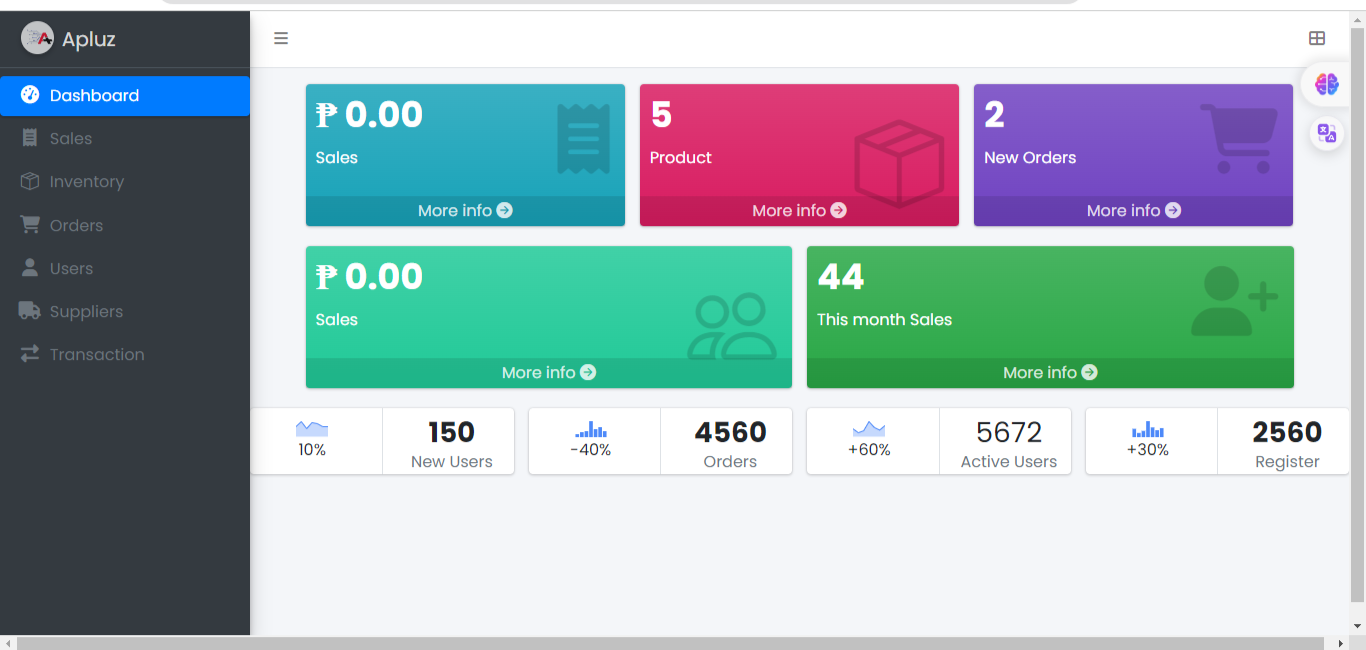 Apluz
Dashboard
Sales
Inventory
Orders
Users
Suppliers
Transaction
₱ 0.00
Sales
More info
5
Product
More info
2
New Orders
More info
₱ 0.00
Sales
More info
44
This month Sales
More info
10%
150
New Users
-40%
4560
Orders
+60%
5672
Active Users
+30%
2560
Register